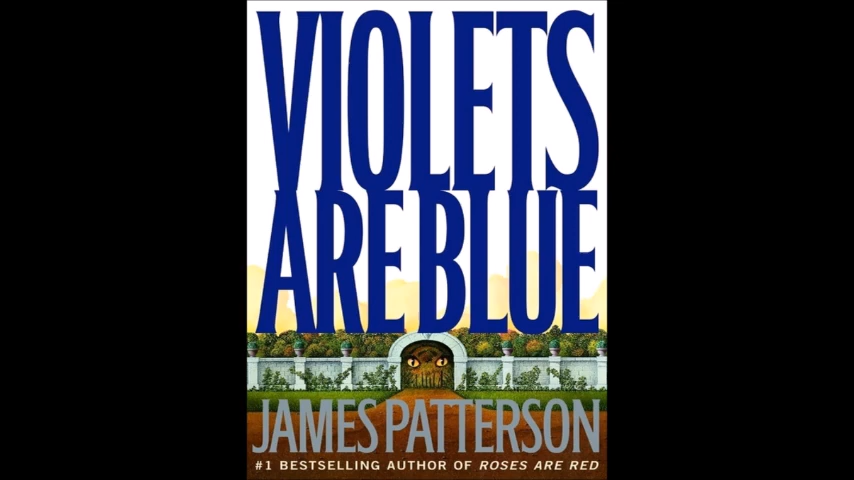 VIOLETS
ARE BLUE
JAMES PATTERSON
#1 BESTSELLING AUTHOR OF ROSES ARE RED